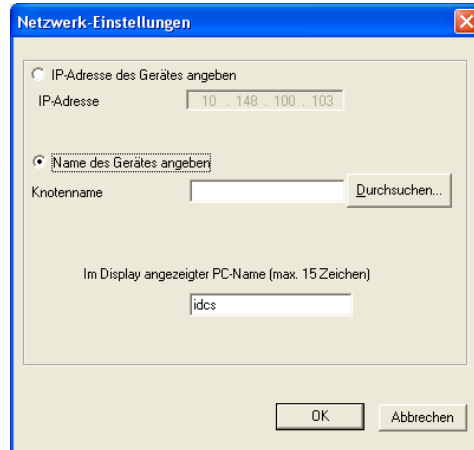 Netzwerk-Einstellungen
IP-Adresse des Gerätes angeben
IP-Adresse 10 . 148 . 100 . 103
Name des Gerätes angeben
Knotenname Durchsuchen...
Im Display angezeigter PC-Name (max. 15 Zeichen)
idcs
OK Abbrechen